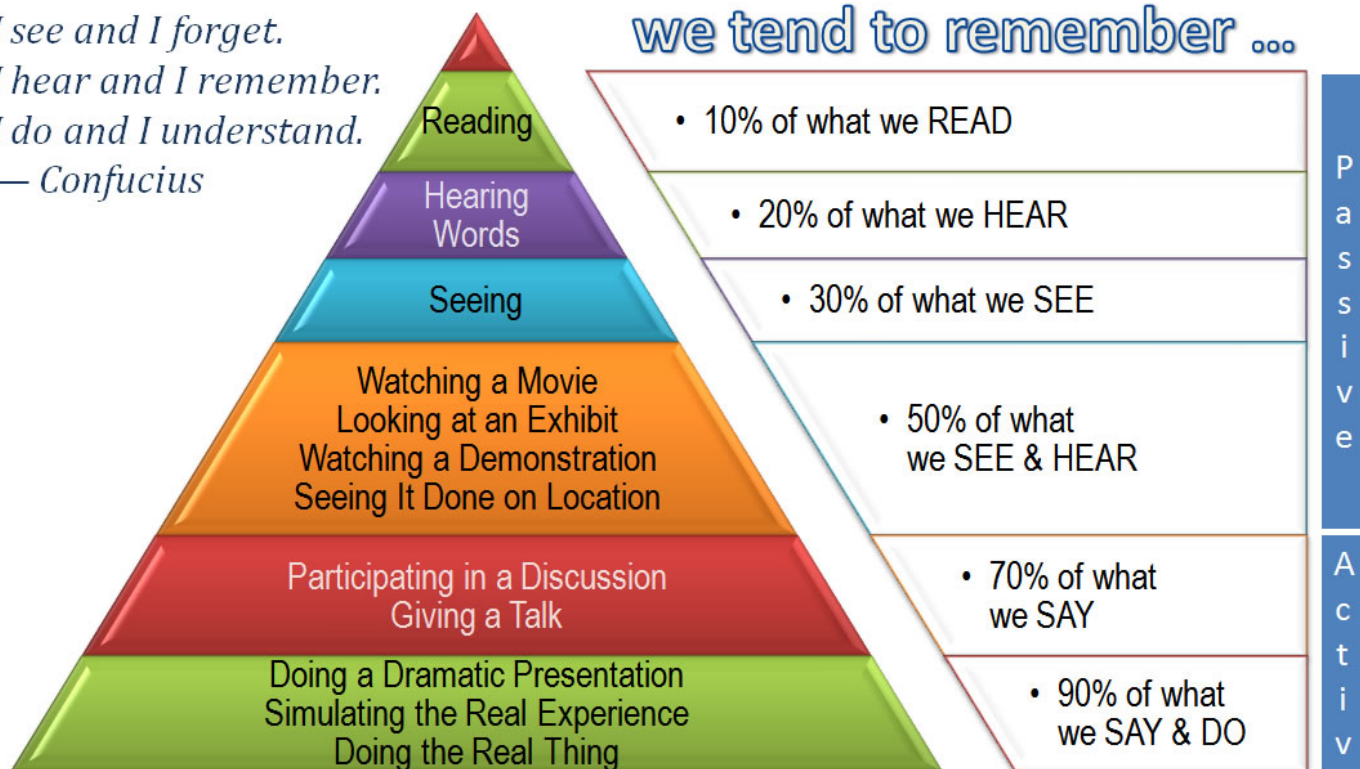 I see and I forget.
I hear and I remember.
I do and I understand.
— Confucius
we tend to remember ...
Reading
• 10% of what we READ
Hearing
Words
• 20% of what we HEAR
Seeing
• 30% of what we SEE
Watching a Movie
Looking at an Exhibit
Watching a Demonstration
Seeing It Done on Location
• 50% of what
we SEE & HEAR
Participating in a Discussion
Giving a Talk
• 70% of what
we SAY
Doing a Dramatic Presentation
Simulating the Real Experience
Doing the Real Thing
• 90% of what
we SAY & DO
Passive
Activ